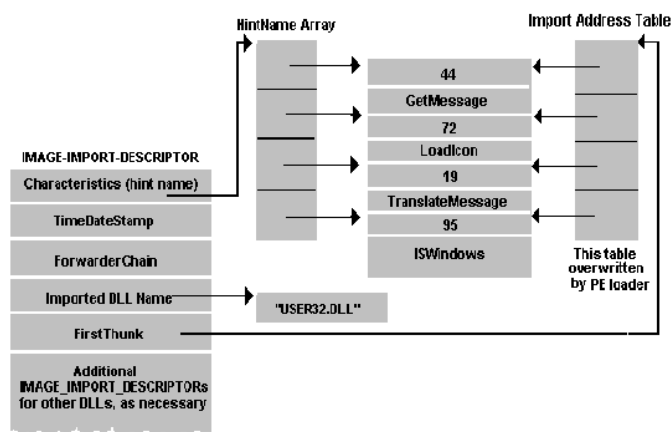 HintName Array
Import Address Table
44
GetMessage
72
LoadIcon
19
TranslateMessage
95
ISWindows
IMAGE-IMPORT-DESCRIPTOR
Characteristics (hint name)
TimeDateStamp
ForwarderChain
Imported DLL Name
FirstThunk
Additional
IMAGE_IMPORT_DESCRIPTORs
for other DLLs, as necessary
"USER32.DLL"
This table
overwritten
by PE loader